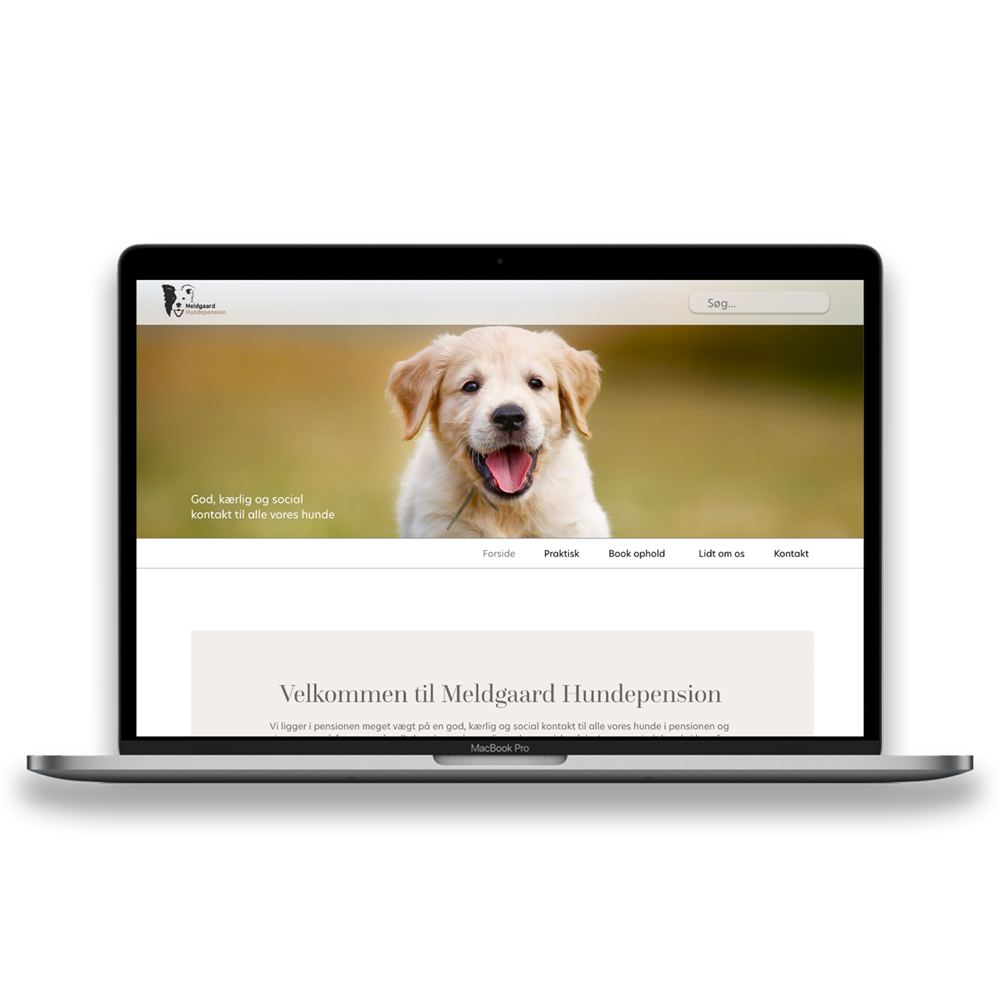 Meldgaard
Hundepension
Søg...
God, kærlig og social
kontakt til alle vores hunde
Forside Praktisk Book ophold Lidt om os Kontakt
Velkommen til Meldgaard Hundepension
Vi ligger i pensionen meget vægt på en god, kærlig og social kontakt til alle vores hunde i pensionen og
MacBook Pro